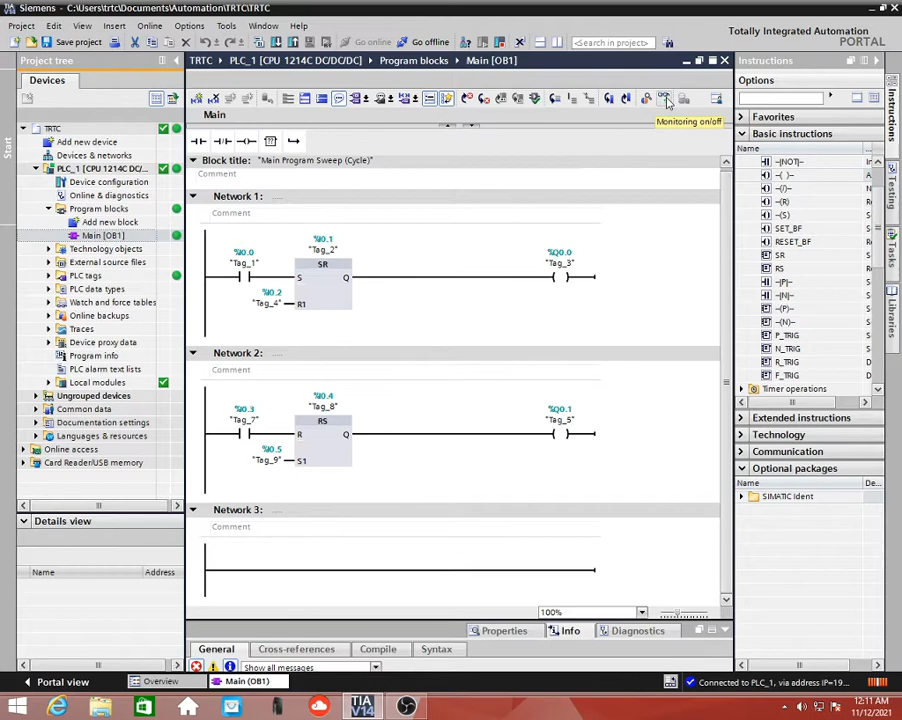 Siemens - C:\Users\trtc\Documents\Automation\TRTC\TRTC
Project Edit View Insert Online Options Tools Window Help
Save project Go online Go offline <Search in project>
Totally Integrated Automation
PORTAL
Project tree
TRTC PLC_1 [CPU 1214C DC/DC/DC] Program blocks Main [OB1]
Instructions
Devices
Options
Monitoring on/off
Main
Start
TRTC
Add new device
Devices & networks
PLC_1 [CPU 1214C DC/...
Device configuration
Online & diagnostics
Program blocks
Add new block
Main [OB1]
Technology objects
External source files
PLC tags
PLC data types
Watch and force tables
Online backups
Traces
Device proxy data
Program info
PLC alarm text lists
Local modules
Ungrouped devices
Common data
Documentation settings
Languages & resources
Online access
Card Reader/USB memory
Details view
Name Address
Block title: "Main Program Sweep (Cycle)"
Comment
Network 1:
Comment
%I0.0
"Tag_1"
%I0.1
"Tag_2"
SR
S Q
%I0.2
"Tag_4" R1
%Q0.0
"Tag_3"
Network 2:
Comment
%I0.3
"Tag_7"
%I0.4
"Tag_8"
RS
R Q
%I0.5
"Tag_9" S1
%Q0.1
"Tag_5"
Network 3:
Comment
100%
Properties Info Diagnostics
General Cross-references Compile Syntax
Show all messages
Favorites
Basic instructions
Name De...
-|NOT|-
-( )-
-(/)-
-(R)
-(S)
SET_BF
RESET_BF
SR
RS
-|P|-
-|N|-
-(P)-
-(N)-
P_TRIG
N_TRIG
R_TRIG D
F_TRIG D
Timer operations
Extended instructions
Technology
Communication
Optional packages
Name De...
SIMATIC Ident
Instructions
Testing
Tasks
Libraries
Portal view Overview Main (OB1) Connected to PLC_1, via address IP=19...
TIA
V14
12:11 AM
11/12/2021